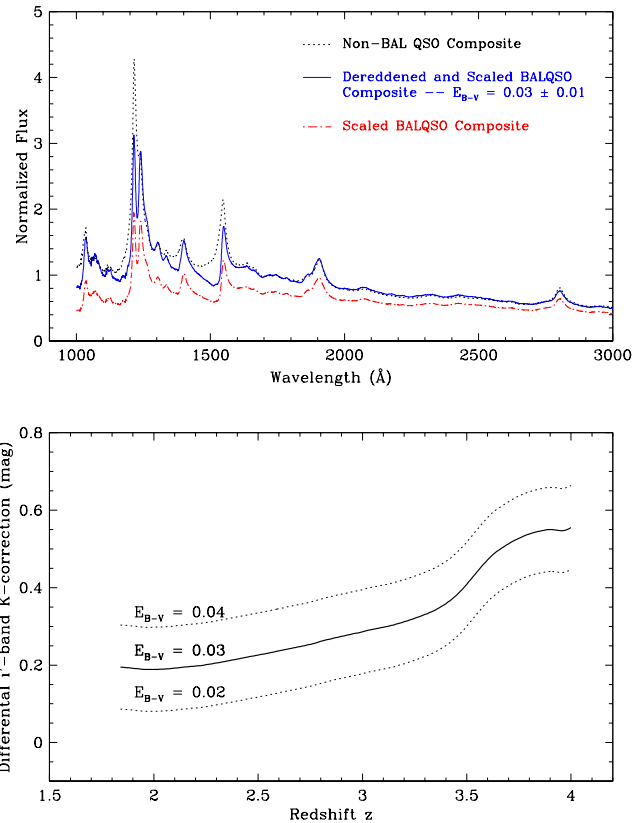 5
4
3
2
1
0
Normalized Flux
Non-BAL QSO Composite
Dereddened and Scaled BALQSO
Composite -- E_B-V = 0.03 ± 0.01
Scaled BALQSO Composite
1000 1500 2000 2500 3000
Wavelength (Å)
0.8
0.6
0.4
0.2
0
Differental r'-band K-correction (mag)
E_B-V = 0.04
E_B-V = 0.03
E_B-V = 0.02
1.5 2 2.5 3 3.5 4
Redshift z